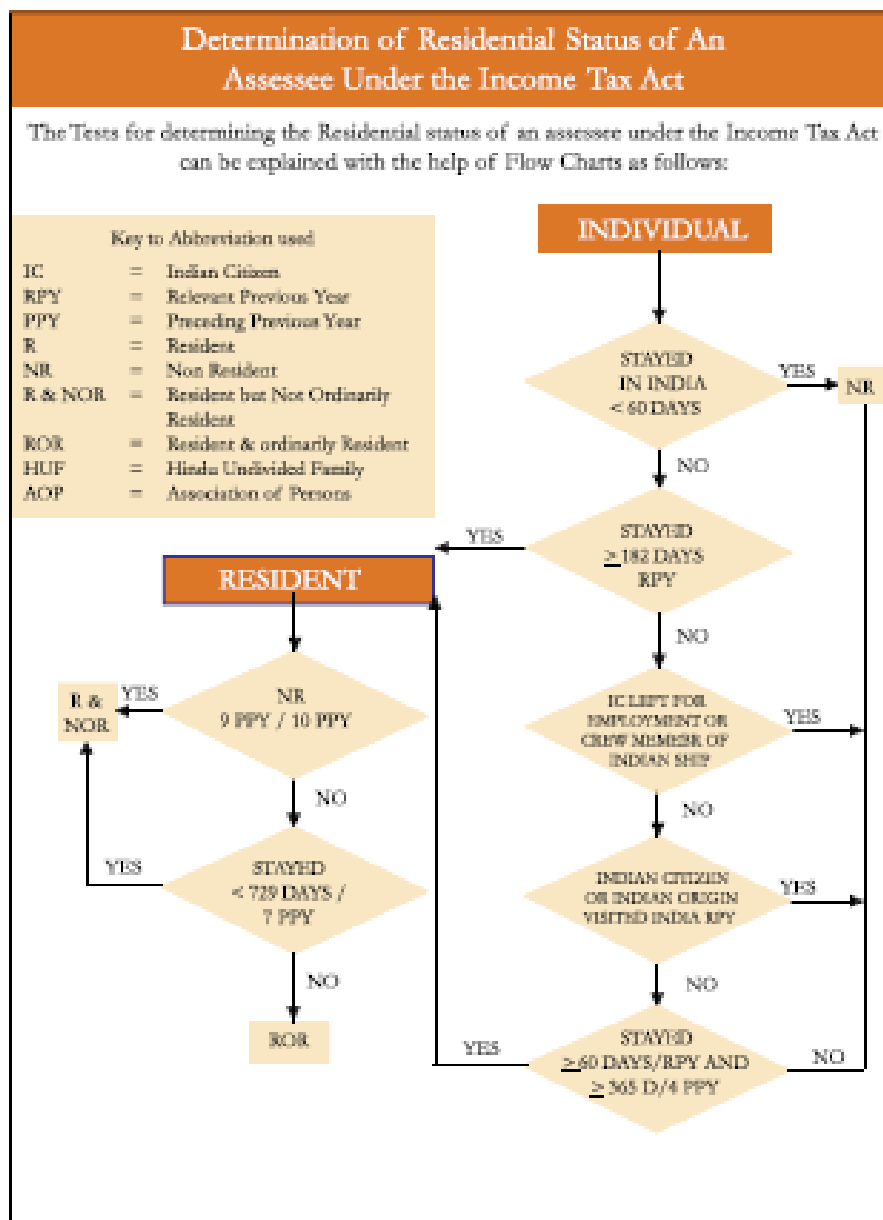 Determination of Residential Status of An
Assessee Under the Income Tax Act
The Tests for determining the Residential status of an assessee under the Income Tax Act
can be explained with the help of Flow Charts as follows:
Key to Abbreviation used
IC = Indian Citizen
RPY = Relevant Previous Year
PPY = Preceding Previous Year
R = Resident
NR = Non Resident
R & NOR = Resident but Not Ordinarily
Resident
ROR = Resident & ordinarily Resident
HUF = Hindu Undivided Family
AOP = Association of Persons
INDIVIDUAL
STAYED
IN INDIA
< 60 DAYS
YES
NR
NO
STAYED
≥ 182 DAYS
RPY
YES
NO
RESIDENT
NR
9 PPY / 10 PPY
YES
R &
NOR
NO
STAYED
< 729 DAYS /
7 PPY
YES
NO
ROR
IC LEFT FOR
EMPLOYMENT OR
CREW MEMEBR OF
INDIAN SHIP
YES
NO
INDIAN CITIZEN
OR INDIAN ORIGIN
VISITED INDIA RPY
YES
NO
STAYED
≥ 60 DAYS/RPY AND
≥ 365 D/4 PPY
YES
NO